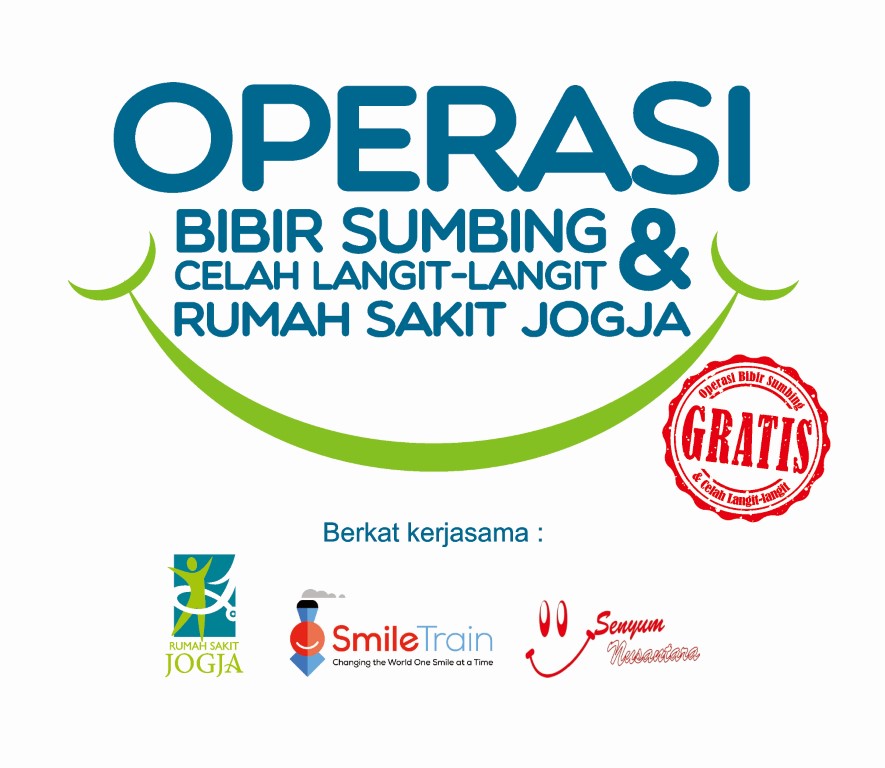 OPERASI
BIBIR SUMBING &
CELAH LANGIT-LANGIT
RUMAH SAKIT JOGJA
Operasi Bibir Sumbing
GRATIS
& Celah Langit-langit
Berkat kerjasama :
RUMAH SAKIT
JOGJA
SmileTrain
Changing the World One Smile at a Time
Senyum
Nusantara